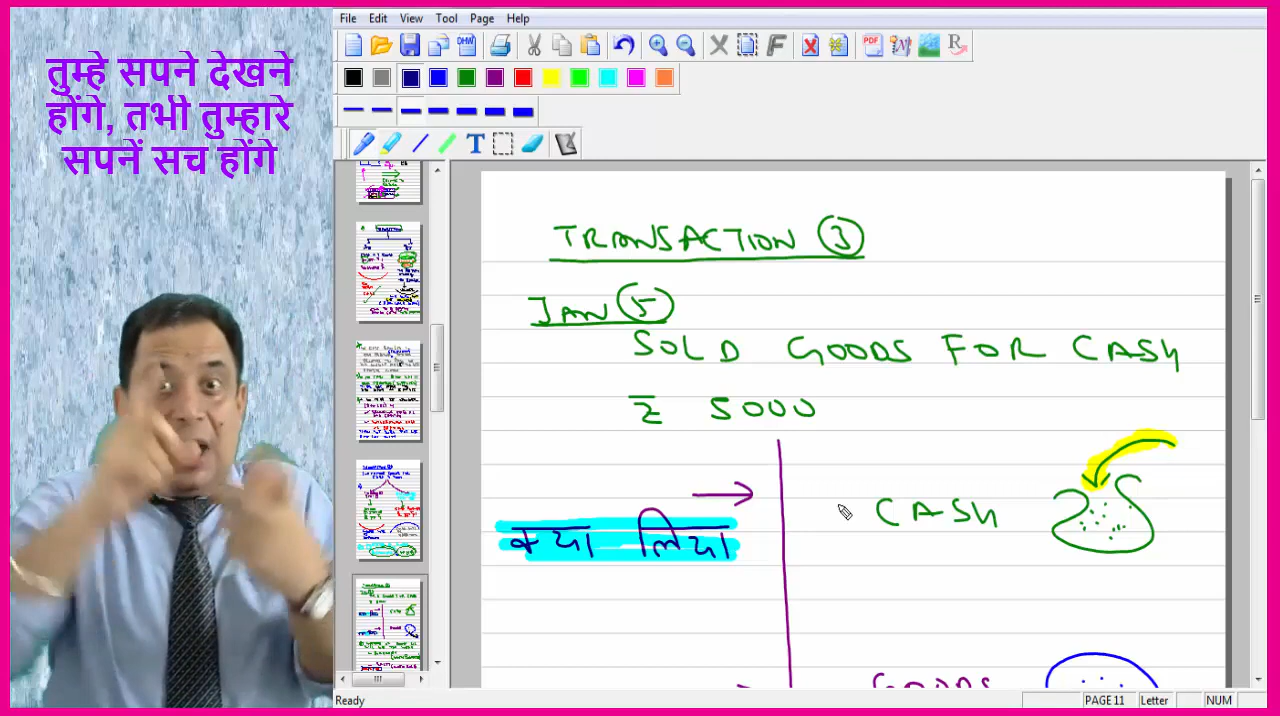 तुम्हे सपने देखने
होंगे, तभी तुम्हारे
सपनें सच होंगे
File Edit View Tool Page Help
TRANSACTION 3
JAN 5
SOLD GOODS FOR CASH
₹ 5000
CASH
क्या लिया
GOODS
Ready
PAGE 11 Letter NUM